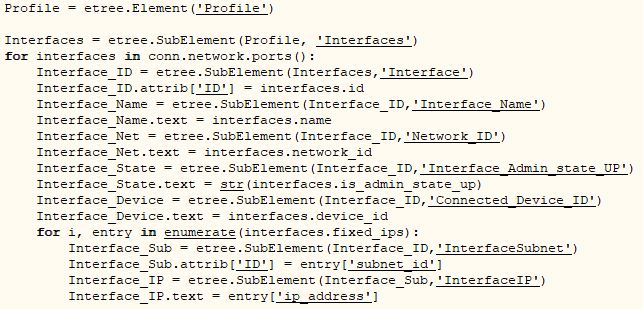 Profile = etree.Element('Profile')
Interfaces = etree.SubElement(Profile, 'Interfaces')
for interfaces in conn.network.ports():
    Interface_ID = etree.SubElement(Interfaces,'Interface')
    Interface_ID.attrib['ID'] = interfaces.id
    Interface_Name = etree.SubElement(Interface_ID,'Interface_Name')
    Interface_Name.text = interfaces.name
    Interface_Net = etree.SubElement(Interface_ID,'Network_ID')
    Interface_Net.text = interfaces.network_id
    Interface_State = etree.SubElement(Interface_ID,'Interface_Admin_state_UP')
    Interface_State.text = str(interfaces.is_admin_state_up)
    Interface_Device = etree.SubElement(Interface_ID,'Connected_Device_ID')
    Interface_Device.text = interfaces.device_id
    for i, entry in enumerate(interfaces.fixed_ips):
        Interface_Sub = etree.SubElement(Interface_ID,'InterfaceSubnet')
        Interface_Sub.attrib['ID'] = entry['subnet_id']
        Interface_IP = etree.SubElement(Interface_Sub,'InterfaceIP')
        Interface_IP.text = entry['ip_address']